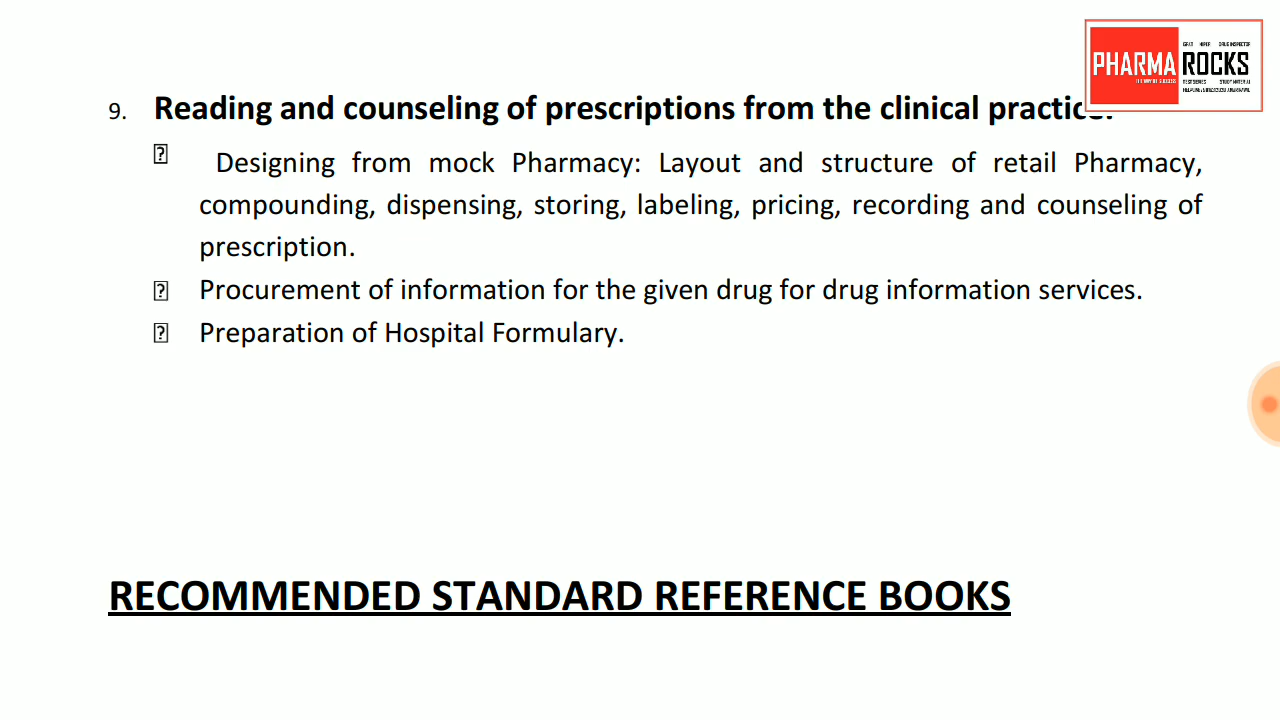 PHARMA ROCKS
9. Reading and counseling of prescriptions from the clinical practice.
Designing from mock Pharmacy: Layout and structure of retail Pharmacy,
compounding, dispensing, storing, labeling, pricing, recording and counseling of
prescription.
Procurement of information for the given drug for drug information services.
Preparation of Hospital Formulary.
RECOMMENDED STANDARD REFERENCE BOOKS